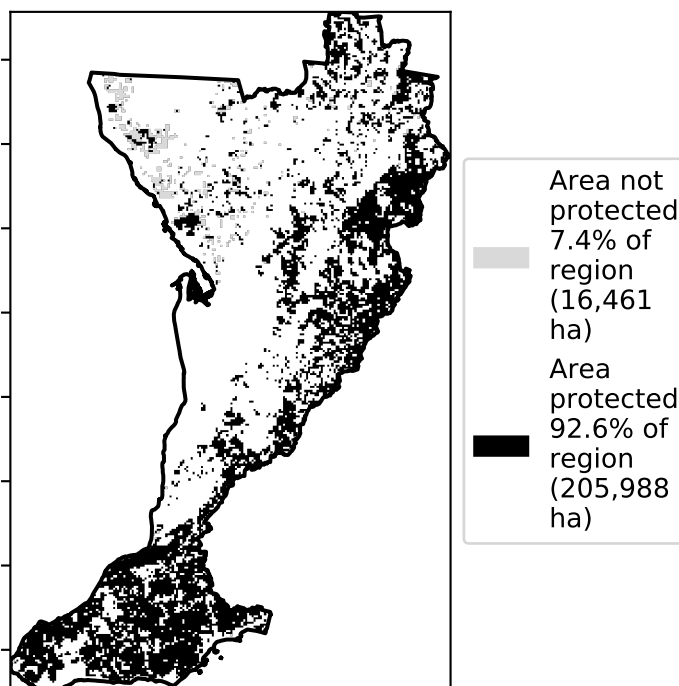 Area not
protected
7.4% of
region
(16,461
ha)
Area
protected
92.6% of
region
(205,988
ha)